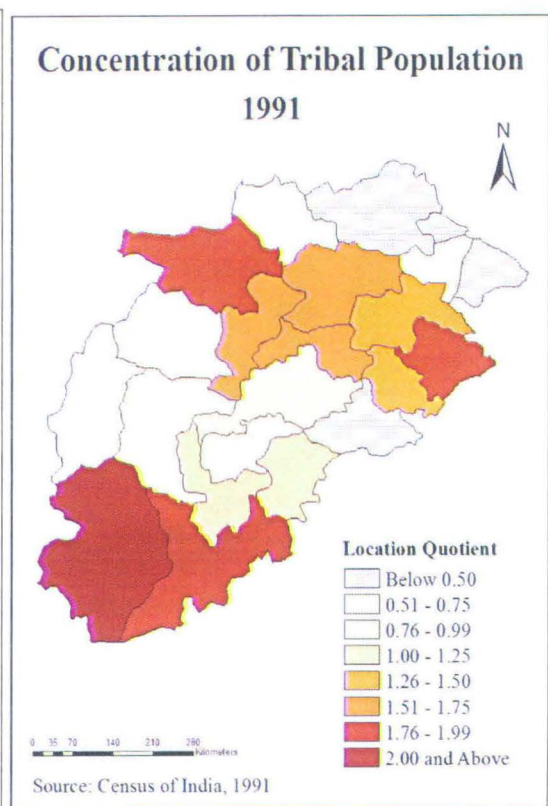 Concentration of Tribal Population
1991
N
Location Quotient
Below 0.50
0.51 - 0.75
0.76 - 0.99
1.00 - 1.25
1.26 - 1.50
1.51 - 1.75
1.76 - 1.99
2.00 and Above
0 35 70 140 210 280
Kilometers
Source: Census of India, 1991